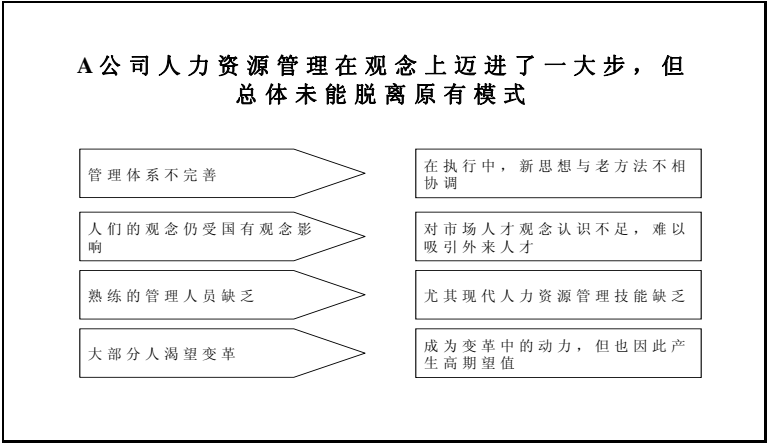 A公司人力资源管理在观念上迈进了一大步，但
总体未能脱离原有模式
管理体系不完善
在执行中，新思想与老方法不相
协调
人们的观念仍受国有观念影
响
对市场人才观念认识不足，难以
吸引外来人才
熟练的管理人员缺乏
尤其现代人力资源管理技能缺乏
大部分人渴望变革
成为变革中的动力，但也因此产
生高期望值